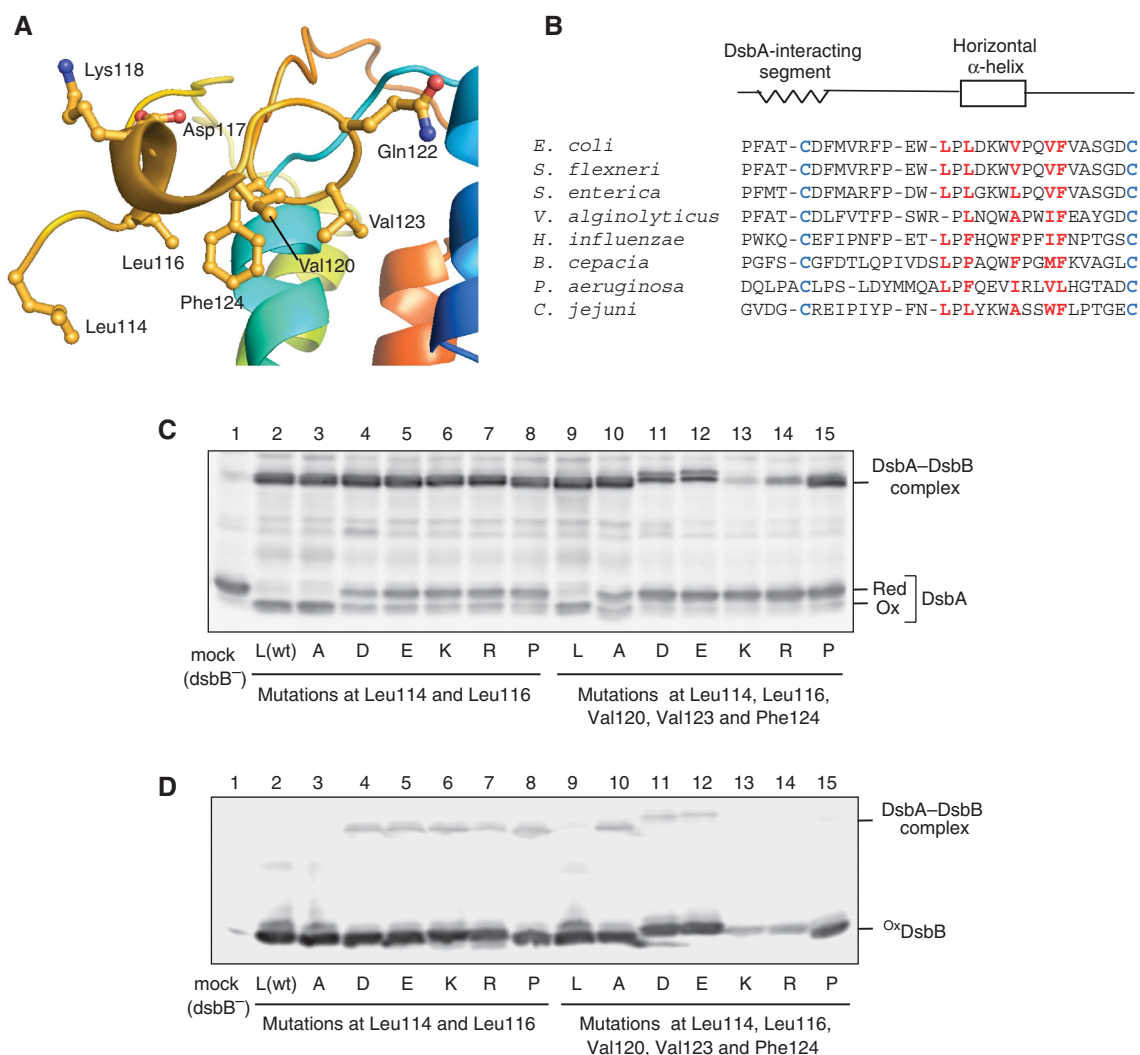 A
Lys118
Asp117
Gln122
Val123
Leu116
Val120
Phe124
Leu114
B
DsbA-interacting
segment
Horizontal
α-helix
E. coli PFAT-CDFMVRFP-EW-LPLDKWVPQVFVASGDC
S. flexneri PFAT-CDFMVRFP-DW-LPLDKWVPQVFVASGDC
S. enterica PFMT-CDFMARFP-DW-LPLGKWLPQVFVASGDC
V. alginolyticus PFAT-CDLFVTFP-SWR-PLNQWAPWIFEAYGDC
H. influenzae PWKQ-CEFIPNFP-ET-LPFHQWFPFIFNPTGSC
B. cepacia PGFS-CGFDTLQPIVDSLPPAQWFPGMFKVAGLC
P. aeruginosa DQLPACLPS-LDYMMQALPFQEVIRLVLHGTADC
C. jejuni GVDG-CREIPIYP-FN-LPLYKWASSWFLPTGEC
C
1 2 3 4 5 6 7 8 9 10 11 12 13 14 15
DsbA–DsbB
complex
Red
Ox
DsbA
mock
(dsbB⁻)
L(wt) A D E K R P L A D E K R P
Mutations at Leu114 and Leu116
Mutations at Leu114, Leu116,
Val120, Val123 and Phe124
D
1 2 3 4 5 6 7 8 9 10 11 12 13 14 15
DsbA–DsbB
complex
ᴼˣDsbB
mock
(dsbB⁻)
L(wt) A D E K R P L A D E K R P
Mutations at Leu114 and Leu116
Mutations at Leu114, Leu116,
Val120, Val123 and Phe124